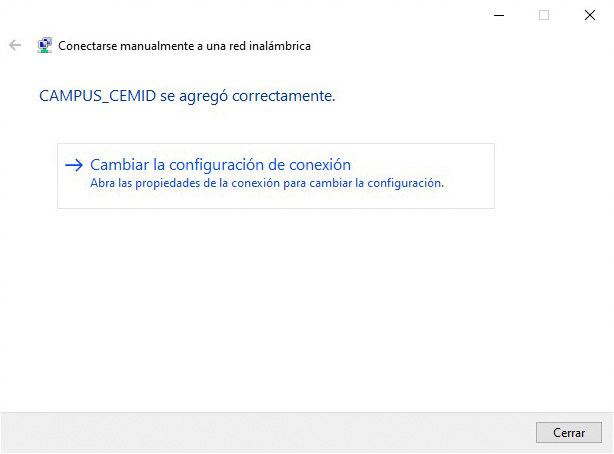 Conectarse manualmente a una red inalámbrica
CAMPUS_CEMID se agregó correctamente.
Cambiar la configuración de conexión
Abra las propiedades de la conexión para cambiar la configuración.
Cerrar